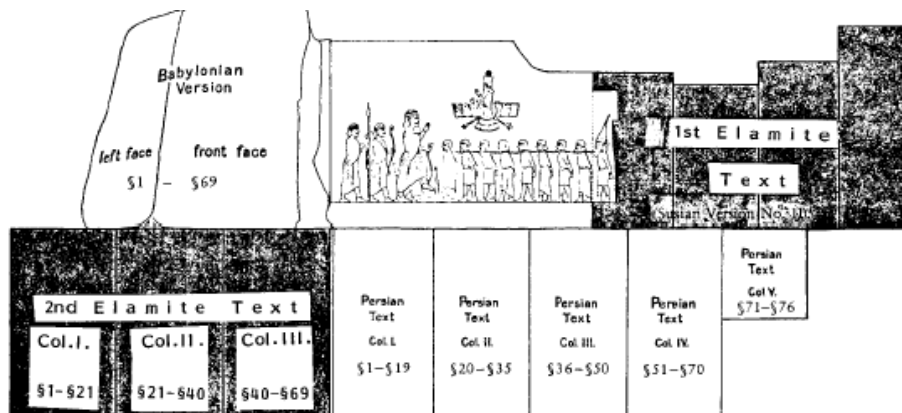 Babylonian
Version
left face front face
§1 – §69
1st Elamite
Text
(Susian Version No.
2nd Elamite Text
Col.I.
§1–§21
Col.II.
§21–§40
Col.III.
§40–§69
Persian
Text
Col. I.
§1–§19
Persian
Text
Col. II.
§20–§35
Persian
Text
Col. III.
§36–§50
Persian
Text
Col. IV.
§51–§70
Persian
Text
Col V.
§71–§76